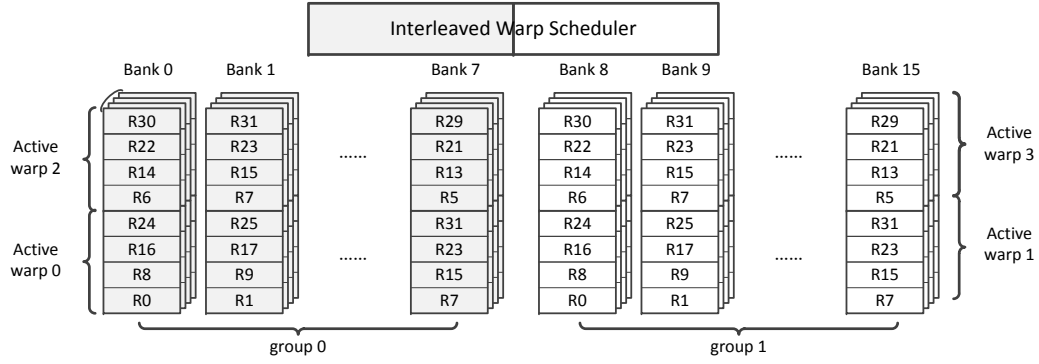 Interleaved Warp Scheduler
Bank 0 Bank 1 Bank 7 Bank 8 Bank 9 Bank 15
R30 R31 R29 R30 R31 R29
R22 R23 R21 R22 R23 R21
Active warp 2 ...... ...... Active warp 3
R14 R15 R13 R14 R15 R13
R6 R7 R5 R6 R7 R5
R24 R25 R31 R24 R25 R31
Active warp 0 R16 R17 ...... R23 R16 R17 ...... R23 Active warp 1
R8 R9 R15 R8 R9 R15
R0 R1 R7 R0 R1 R7
group 0 group 1